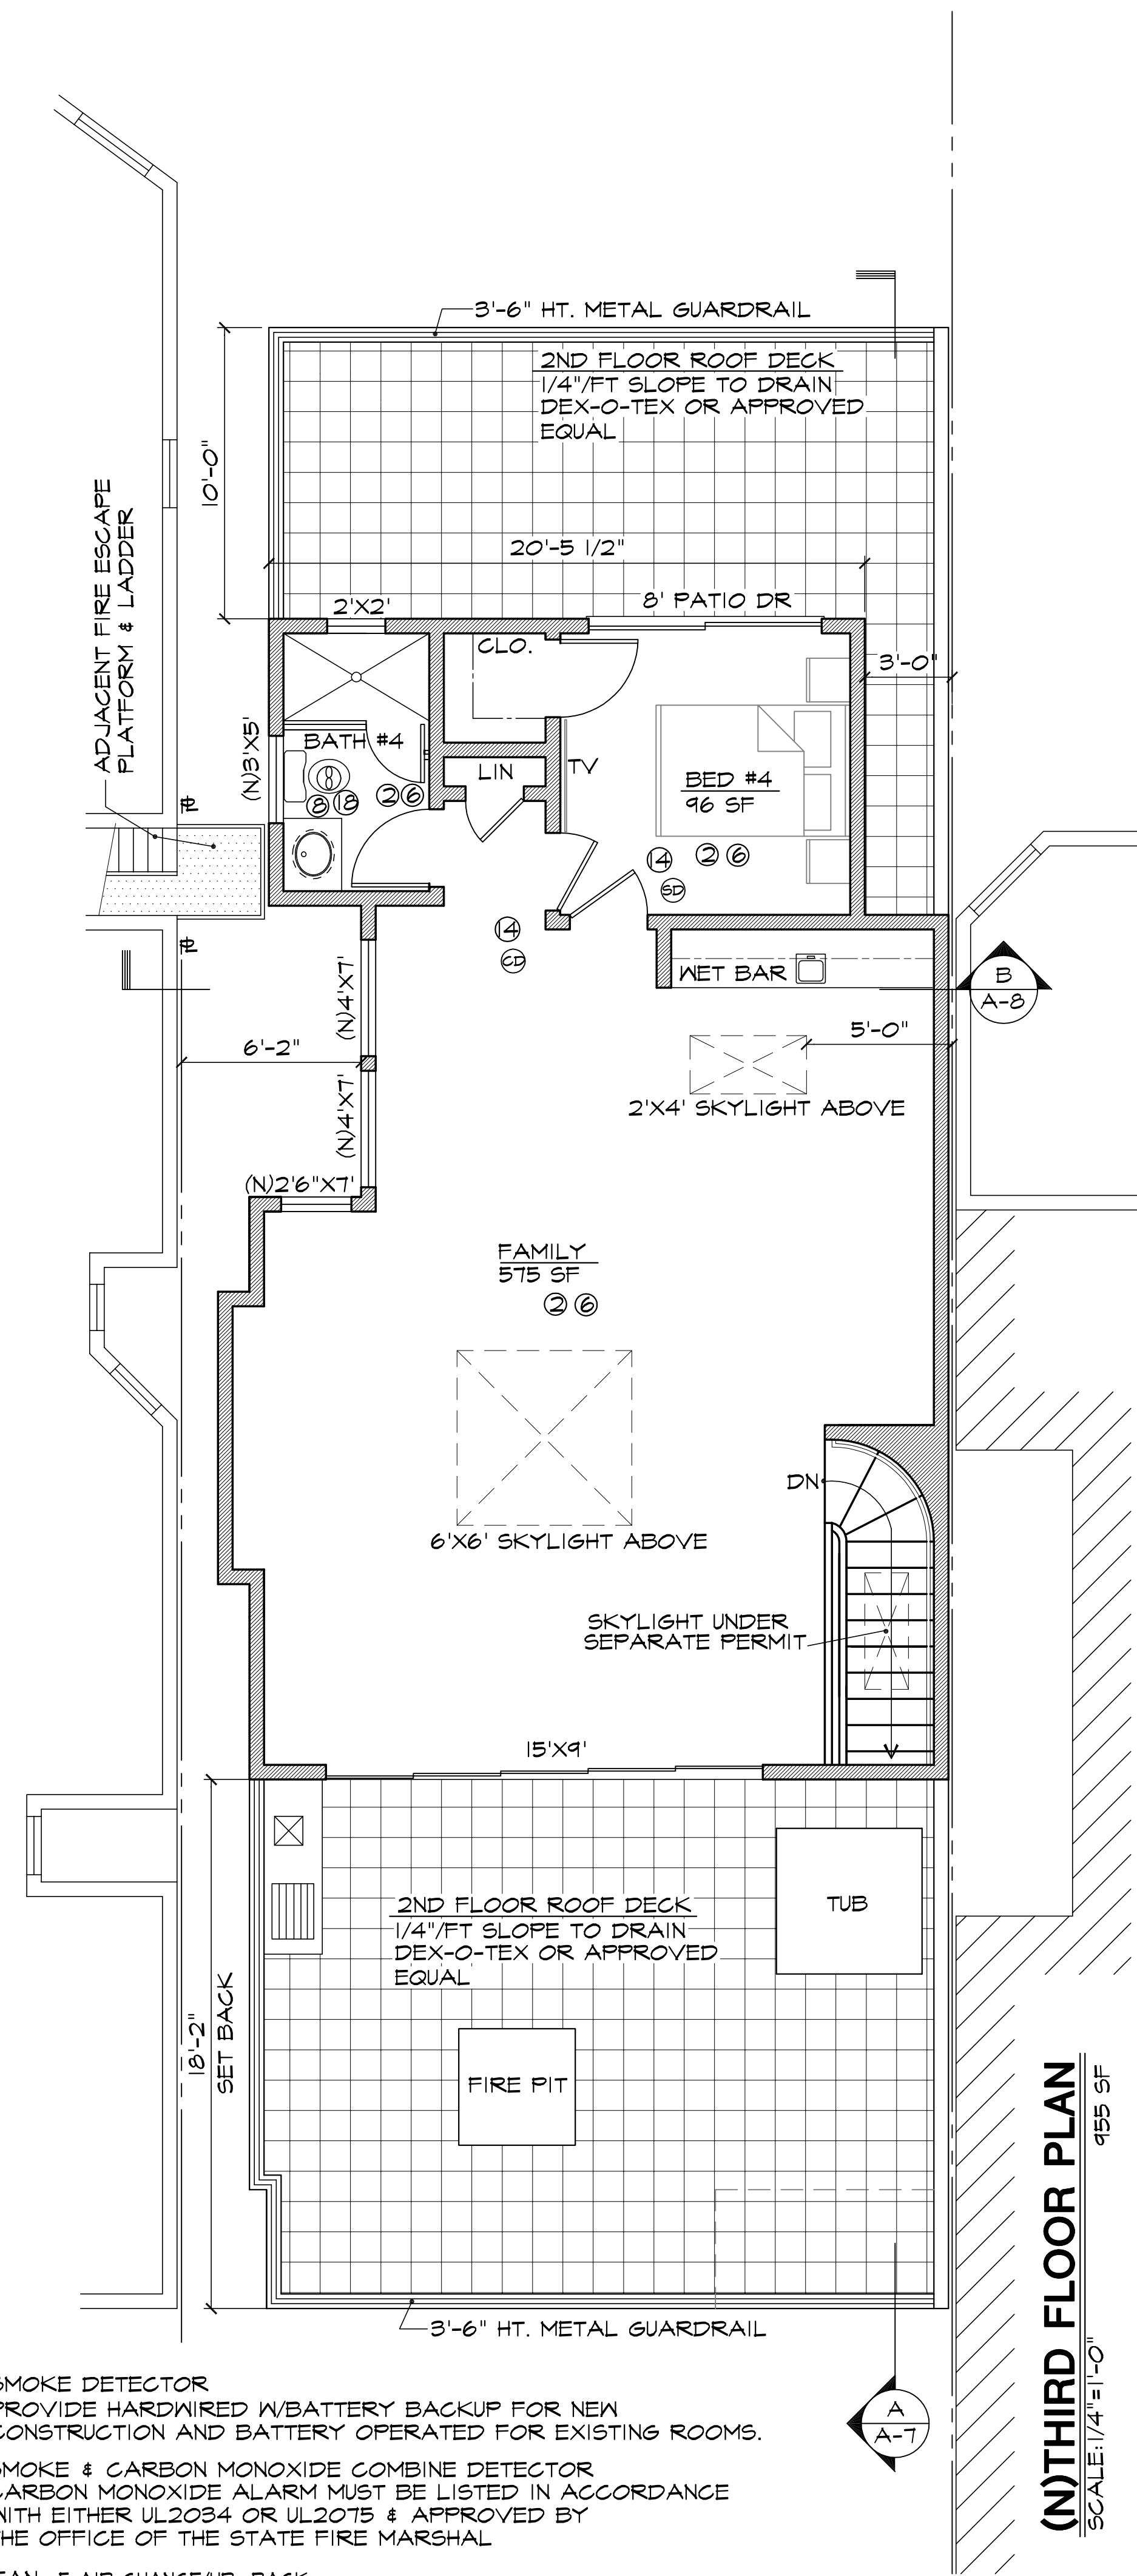 3'-6" HT. METAL GUARDRAIL
2ND FLOOR ROOF DECK
1/4"/FT SLOPE TO DRAIN
DEX-O-TEX OR APPROVED
EQUAL
10'-0"
ADJACENT FIRE ESCAPE
PLATFORM & LADDER
20'-5 1/2"
2'X2'
8' PATIO DR
CLO.
3'-0"
(N)3'X5'
BATH #4
LIN
TV
BED #4
96 SF
8 18 2 6
PL
14 2 6
SD
14
CD
PL
WET BAR
B
A-8
(N)4'X7'
5'-0"
6'-2"
2'X4' SKYLIGHT ABOVE
(N)4'X7'
(N)2'6"X7'
FAMILY
575 SF
2 6
DN
6'X6' SKYLIGHT ABOVE
SKYLIGHT UNDER
SEPARATE PERMIT
15'X9'
2ND FLOOR ROOF DECK
1/4"/FT SLOPE TO DRAIN
DEX-O-TEX OR APPROVED
EQUAL
TUB
18'-2"
SET BACK
FIRE PIT
3'-6" HT. METAL GUARDRAIL
A
A-7
(N)THIRD FLOOR PLAN
955 SF
SCALE:1/4"=1'-0"
SMOKE DETECTOR
PROVIDE HARDWIRED W/BATTERY BACKUP FOR NEW
CONSTRUCTION AND BATTERY OPERATED FOR EXISTING ROOMS.
SMOKE & CARBON MONOXIDE COMBINE DETECTOR
CARBON MONOXIDE ALARM MUST BE LISTED IN ACCORDANCE
WITH EITHER UL2034 OR UL2075 & APPROVED BY
THE OFFICE OF THE STATE FIRE MARSHAL